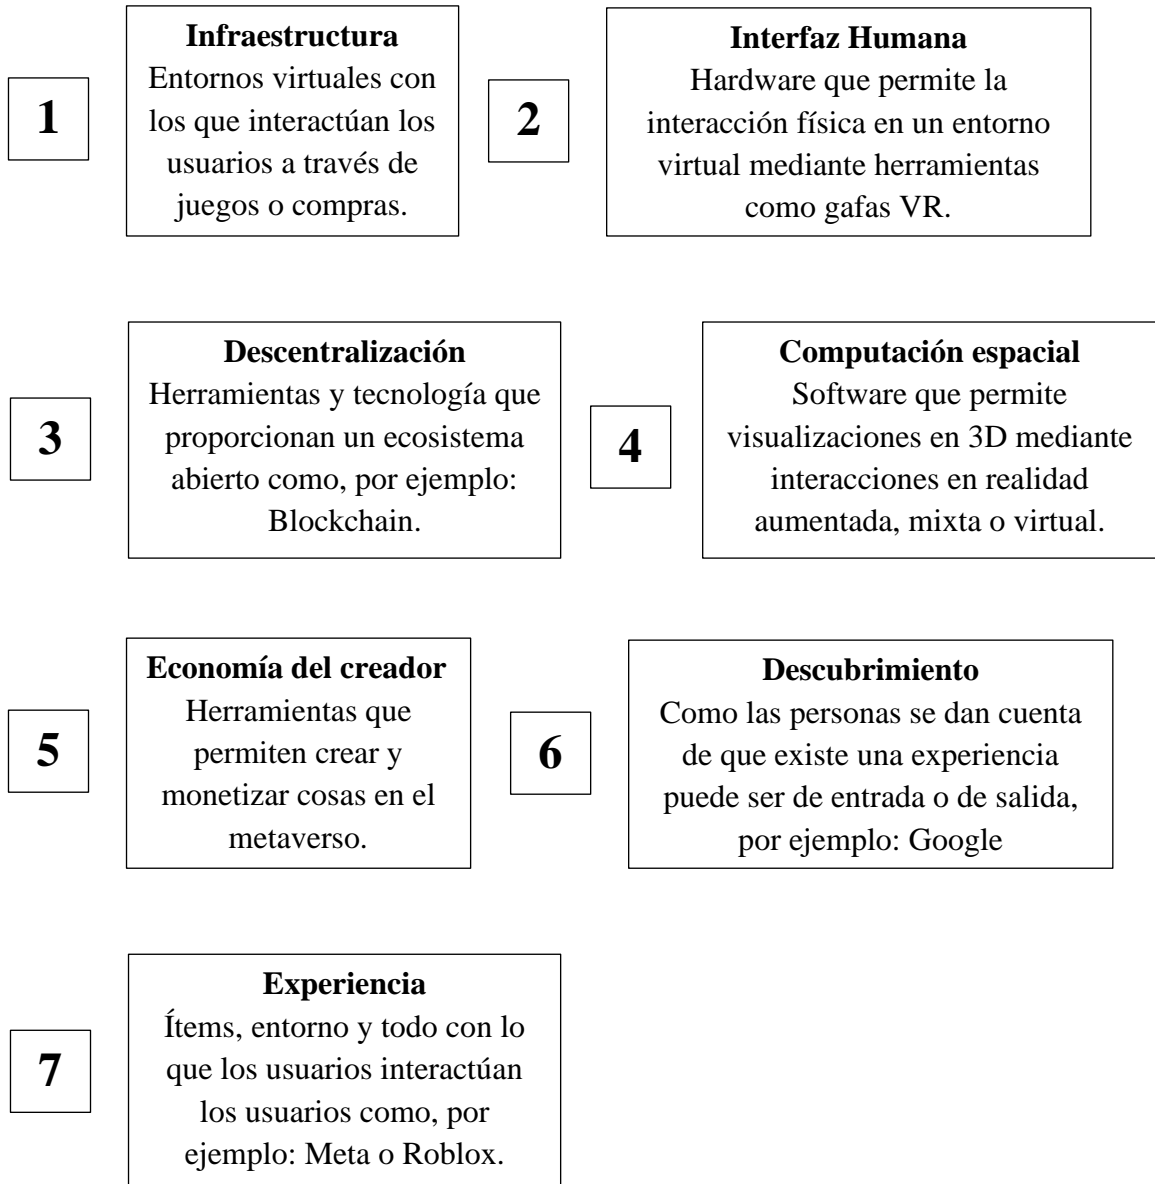 1
Infraestructura
Entornos virtuales con
los que interactúan los
usuarios a través de
juegos o compras.
2
Interfaz Humana
Hardware que permite la
interacción física en un entorno
virtual mediante herramientas
como gafas VR.
3
Descentralización
Herramientas y tecnología que
proporcionan un ecosistema
abierto como, por ejemplo:
Blockchain.
4
Computación espacial
Software que permite
visualizaciones en 3D mediante
interacciones en realidad
aumentada, mixta o virtual.
5
Economía del creador
Herramientas que
permiten crear y
monetizar cosas en el
metaverso.
6
Descubrimiento
Como las personas se dan cuenta
de que existe una experiencia
puede ser de entrada o de salida,
por ejemplo: Google
7
Experiencia
Ítems, entorno y todo con lo
que los usuarios interactúan
los usuarios como, por
ejemplo: Meta o Roblox.